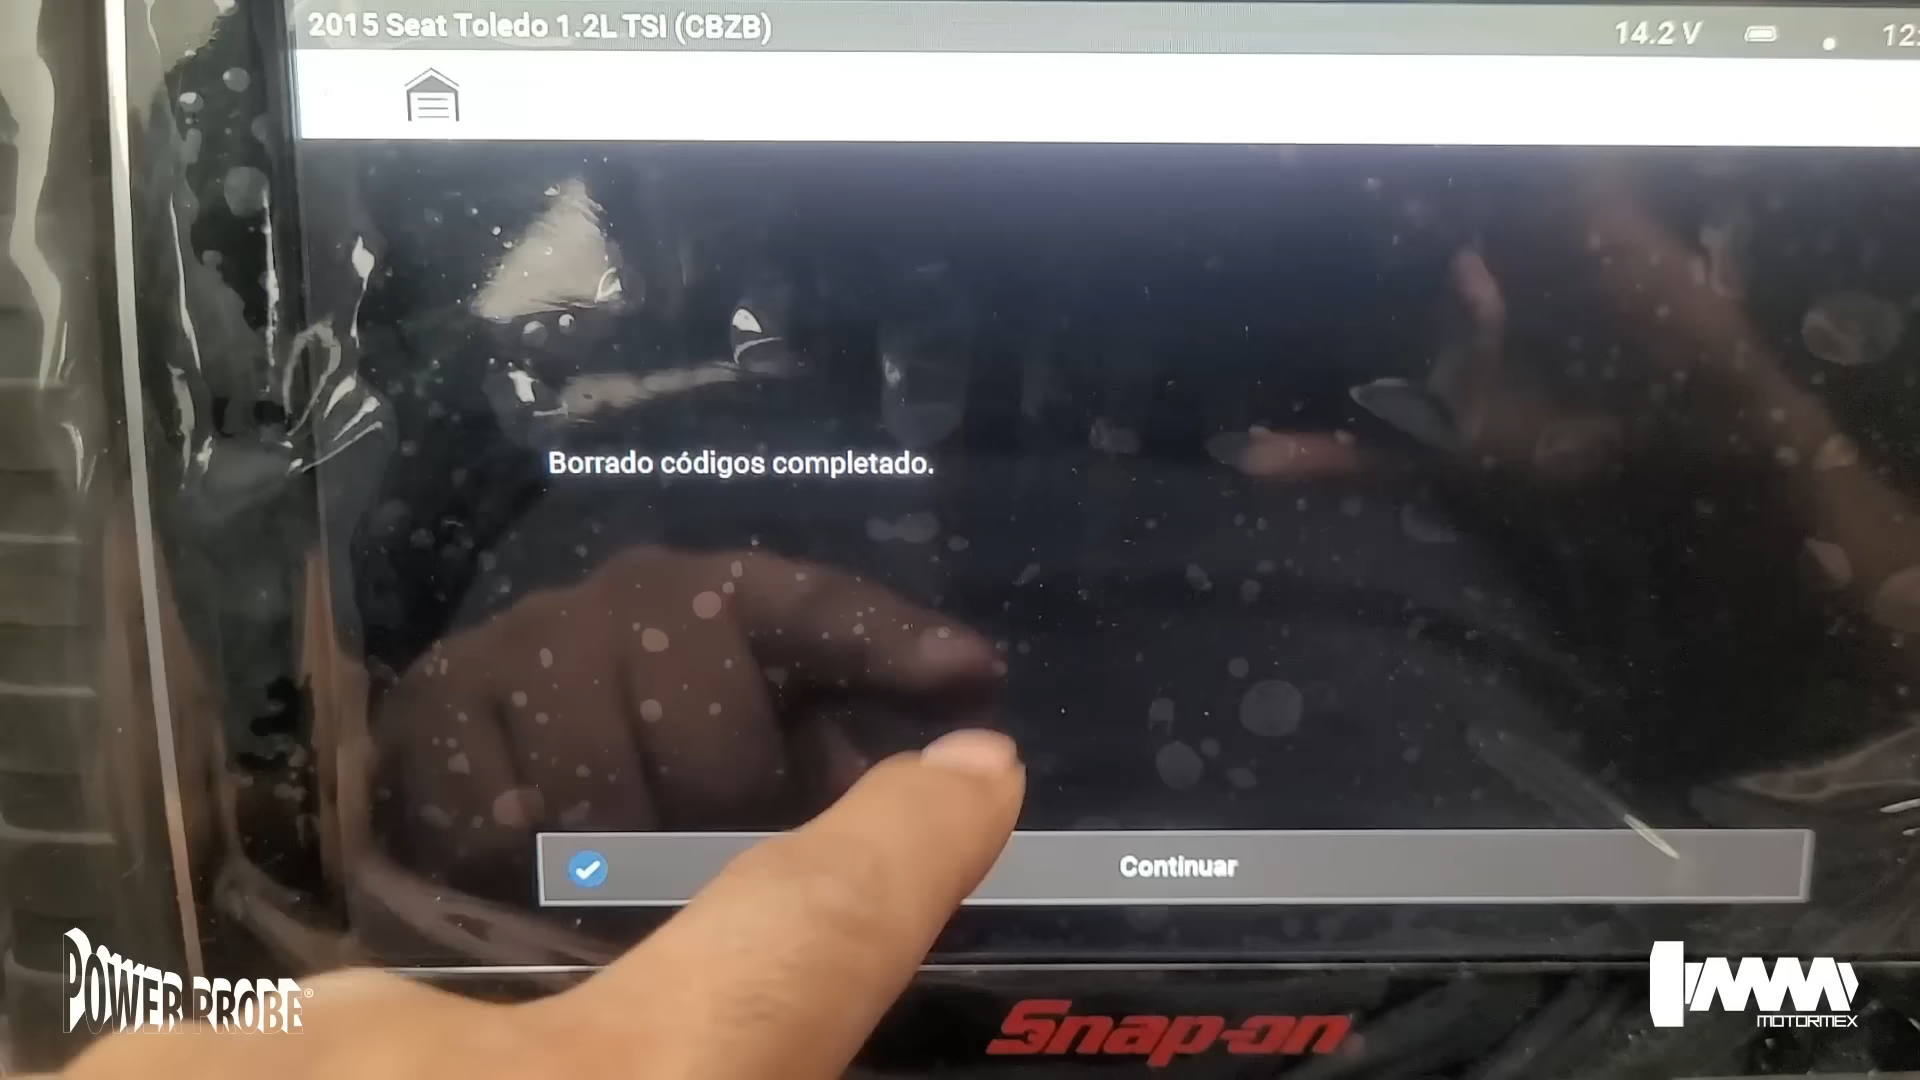 2015 Seat Toledo 1.2L TSI (CBZB)
14.2 V
Borrado códigos completado.
Continuar
POWER PROBE®
MOTORMEX
Snap-on